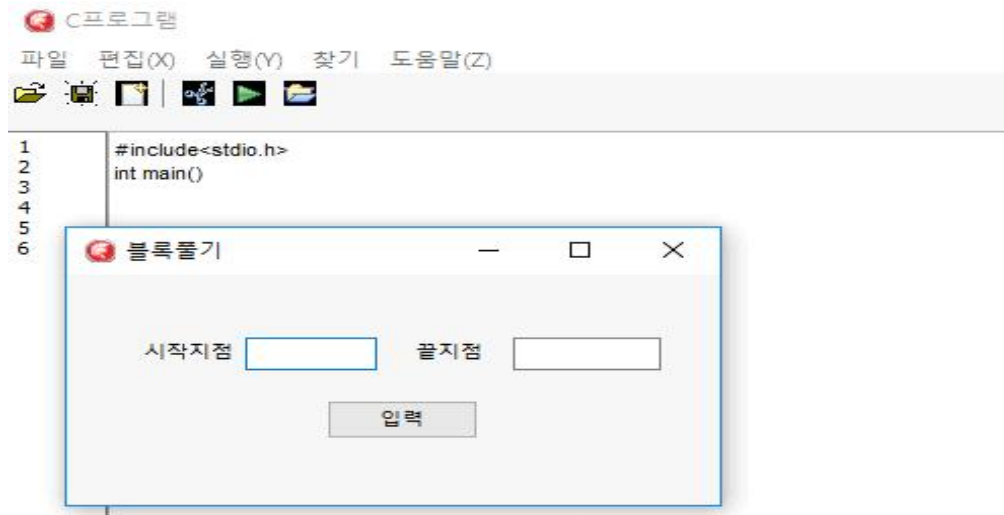 C프로그램
파일 편집(X) 실행(Y) 찾기 도움말(Z)
1 #include<stdio.h>
2 int main()
3
4
5
6
블록풀기
시작지점 끝지점
입력